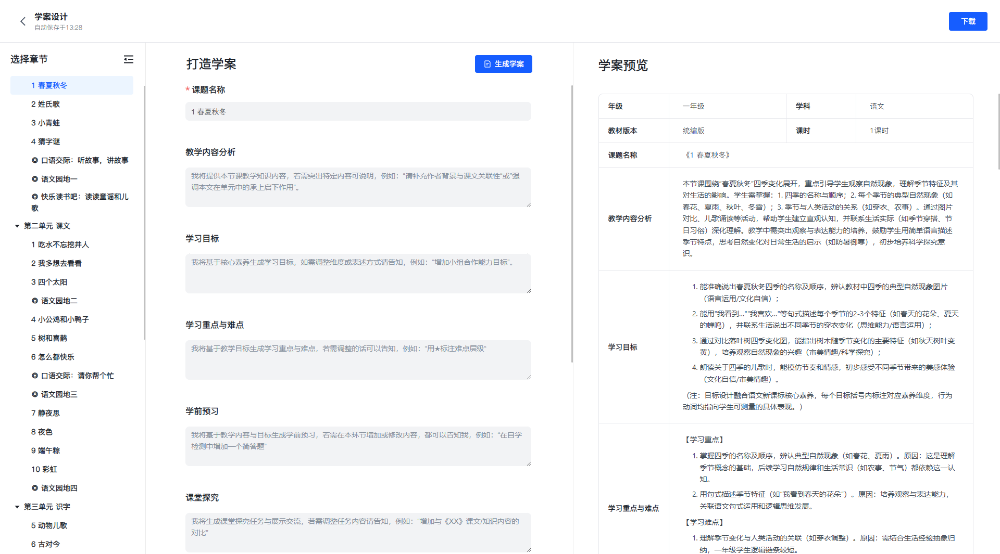 学案设计
自动保存于13:28
下载
选择章节
1 春夏秋冬
2 姓氏歌
3 小青蛙
4 猜字谜
◎ 口语交际：听故事，讲故事
◎ 语文园地一
◎ 快乐读书吧：读读童谣和儿
歌
第二单元 课文
1 吃水不忘挖井人
2 我多想去看看
3 四个太阳
◎ 语文园地二
4 小公鸡和小鸭子
5 树和喜鹊
6 怎么都快乐
◎ 口语交际：请你帮个忙
◎ 语文园地三
7 静夜思
8 夜色
9 端午粽
10 彩虹
◎ 语文园地四
第三单元 识字
5 动物儿歌
6 古对今
打造学案
生成学案
* 课题名称
1 春夏秋冬
教学内容分析
我将提供本节课教学知识内容，若需突出特定内容可说明，例如：“请补充作者背景与课文关联性“或”强
调本文在单元中的承上启下作用”。
学习目标
我将基于核心素养生成学习目标，如需调整维度或表述方式请告知，例如：“增加小组合作能力目标”。
学习重点与难点
我将基于教学目标生成学习重点与难点，若需调整的话可以告知，例如：“用★标注难点层级“
学前预习
我将基于教学内容与目标生成学前预习，若需在本环节增加或修改内容，都可以告知我，例如：“在自学
检测中增加一个简答题”
课堂探究
我将生成课堂探究任务与展示交流，若需调整任务内容请告知，例如：“增加与《XX》课文/知识内容的
对比”
学案预览
年级 一年级 学科 语文
教材版本 统编版 课时 1课时
课题名称 《1 春夏秋冬》
教学内容分析
本节课围绕“春夏秋冬”四季变化展开，重点引导学生观察自然现象，理解季节特征及其
对生活的影响。学生需掌握：1. 四季的名称与顺序；2. 每个季节的典型自然现象（如
春花、夏雨、秋叶、冬雪）；3. 季节与人类活动的关系（如穿衣、农事）。通过图片
对比、儿歌诵读等活动，帮助学生建立直观认知，并联系生活实际（如季节穿搭、节
日习俗）深化理解。教学中需突出观察与表达能力的培养，鼓励学生用简单语言描述
季节特点，思考自然变化对日常生活的启示（如防暑御寒），初步培养科学探究意
识。
学习目标
1. 能准确说出春夏秋冬四季的名称及顺序，辨认教材中四季的典型自然现象图片
（语言运用/文化自信）；
2. 能用"我看到..."“我喜欢..."等句式描述每个季节的2-3个特征（如春天的花朵、夏天
的蝉鸣），并联系生活说出不同季节的穿衣变化（思维能力/语言运用）；
3. 通过对比落叶树四季变化图，能指出树木随季节变化的主要特征（如秋天树叶变
黄），培养观察自然现象的兴趣（审美情趣/科学探究）；
4. 朗读关于四季的儿歌时，能模仿节奏和情感，初步感受不同季节带来的美感体验
（文化自信/审美情趣）。
（注：目标设计融合语文新课标核心素养，每个目标括号内标注对应素养维度，行为
动词均指向学生可测量的具体表现。）
学习重点与难点
【学习重点】
1. 掌握四季的名称及顺序，辨认典型自然现象（如春花、夏雨）。原因：这是理解
季节概念的基础，后续学习自然规律和生活常识（如农事、节气）都依赖这一认
知。
2. 用句式描述季节特征（如“我看到春天的花朵”）。原因：培养观察与表达能力，
关联语文句式运用和逻辑思维发展。
【学习难点】
1. 理解季节变化与人类活动的关联（如穿衣调整）。原因：需结合生活经验抽象归
纳，一年级学生逻辑链条较短。